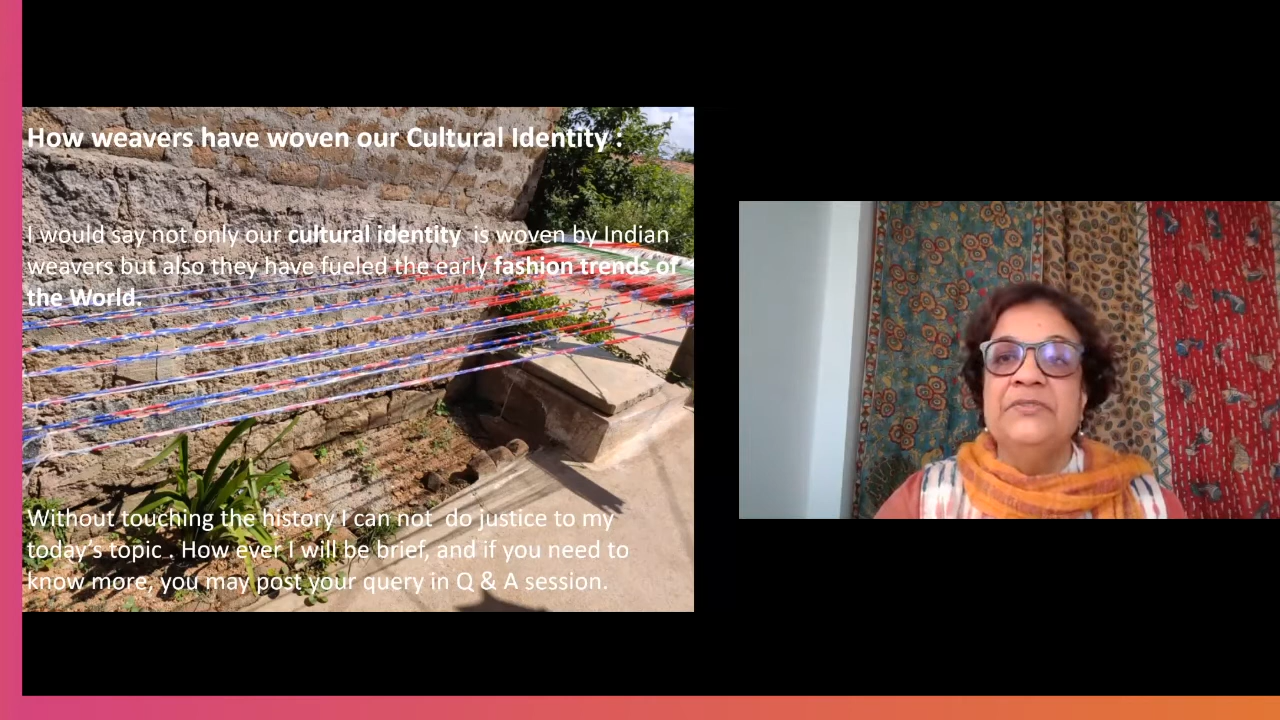 How weavers have woven our Cultural Identity :
I would say not only our cultural identity is woven by Indian
weavers but also they have fueled the early fashion trends of
the World.
Without touching the history I can not do justice to my
today's topic . How ever I will be brief, and if you need to
know more, you may post your query in Q & A session.